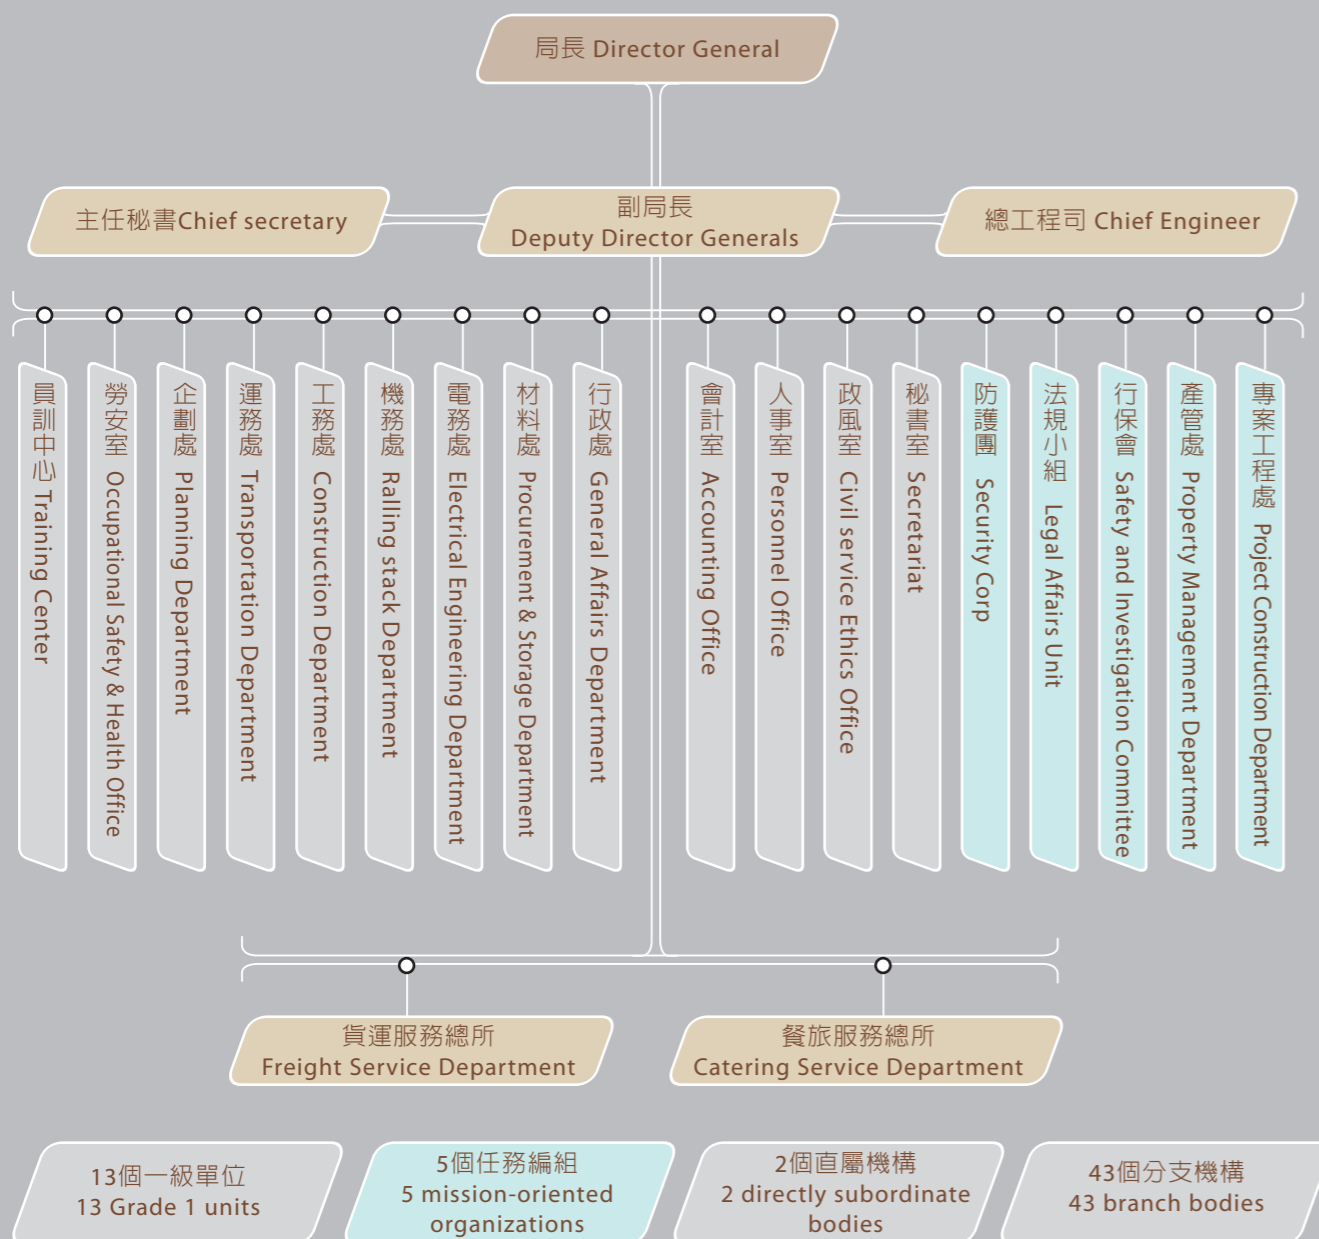 局長 Director General
主任秘書Chief secretary
副局長
Deputy Director Generals
總工程司 Chief Engineer
員訓中心 Training Center
勞安室 Occupational Safety & Health Office
企劃處 Planning Department
運務處 Transportation Department
工務處 Construction Department
機務處 Ralling stack Department
電務處 Electrical Engineering Department
材料處 Procurement & Storage Department
行政處 General Affairs Department
會計室 Accounting Office
人事室 Personnel Office
政風室 Civil service Ethics Office
秘書室 Secretariat
防護團 Security Corp
法規小組 Legal Affairs Unit
行保會 Safety and Investigation Committee
產管處 Property Management Department
專案工程處 Project Construction Department
貨運服務總所
Freight Service Department
餐旅服務總所
Catering Service Department
13個一級單位
13 Grade 1 units
5個任務編組
5 mission-oriented
organizations
2個直屬機構
2 directly subordinate
bodies
43個分支機構
43 branch bodies